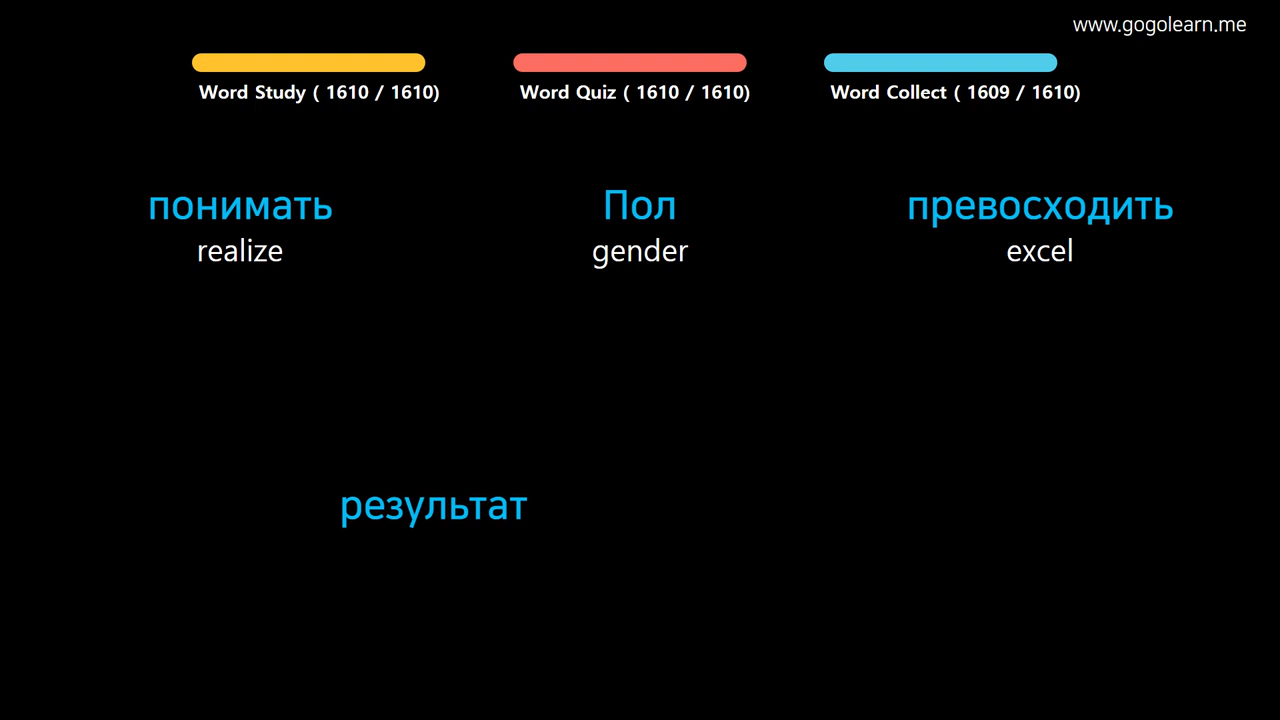 www.gogolearn.me
Word Study ( 1610 / 1610)
Word Quiz ( 1610 / 1610)
Word Collect ( 1609 / 1610)
понимать
Пол
превосходить
realize
gender
excel
результат